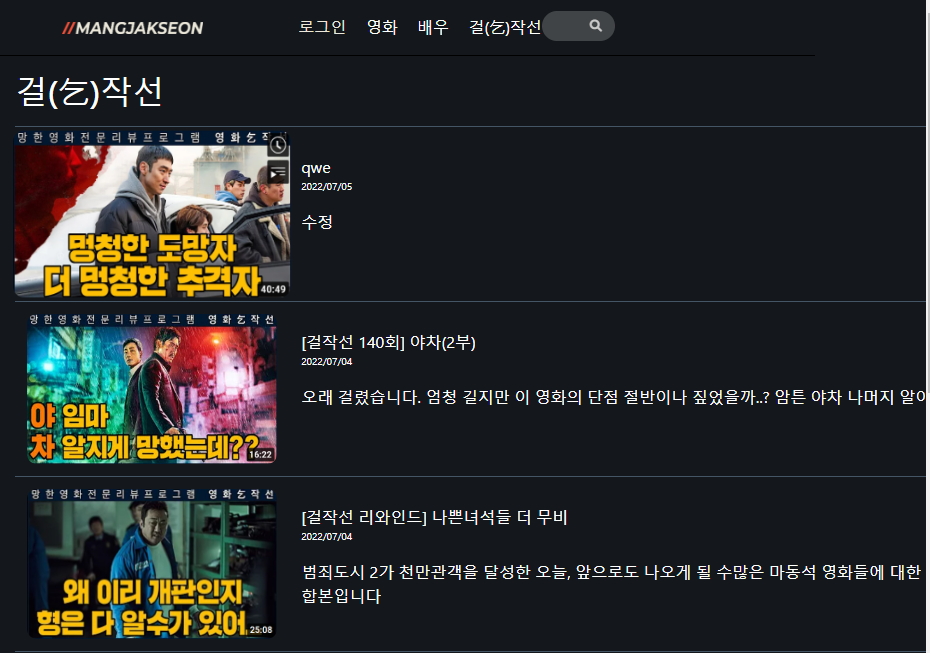 //MANGJAKSEON
로그인 영화 배우 걸(乞)작선
걸(乞)작선
망한영화전문리뷰프로그램 영화乞작
멍청한 도망자
더 멍청한 추격자
40:49
qwe
2022/07/05
수정
망한영화전문리뷰프로그램 영화乞작선
야 임마
차 알지게 망했는데??
16:22
[걸작선 140회] 야차(2부)
2022/07/04
오래 걸렸습니다. 엄청 길지만 이 영화의 단점 절반이나 짚었을까..? 암튼 야차 나머지 알아
망한영화전문리뷰프로그램 영화乞작선
왜 이리 개판인지
형은 다 알수가 있어
25:08
[걸작선 리와인드] 나쁜녀석들 더 무비
2022/07/04
범죄도시 2가 천만관객을 달성한 오늘, 앞으로도 나오게 될 수많은 마동석 영화들에 대한
합본입니다